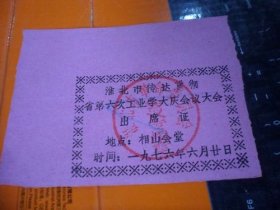 淮北市传达贯彻
省第六次工业学大庆会议大会
出席证
地点：相山会堂
时间：一九七六年六月廿日